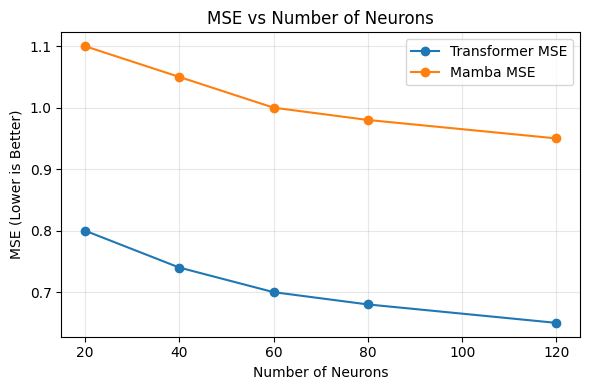 MSE vs Number of Neurons
Transformer MSE
Mamba MSE
MSE (Lower is Better)
1.1
1.0
0.9
0.8
0.7
20 40 60 80 100 120
Number of Neurons